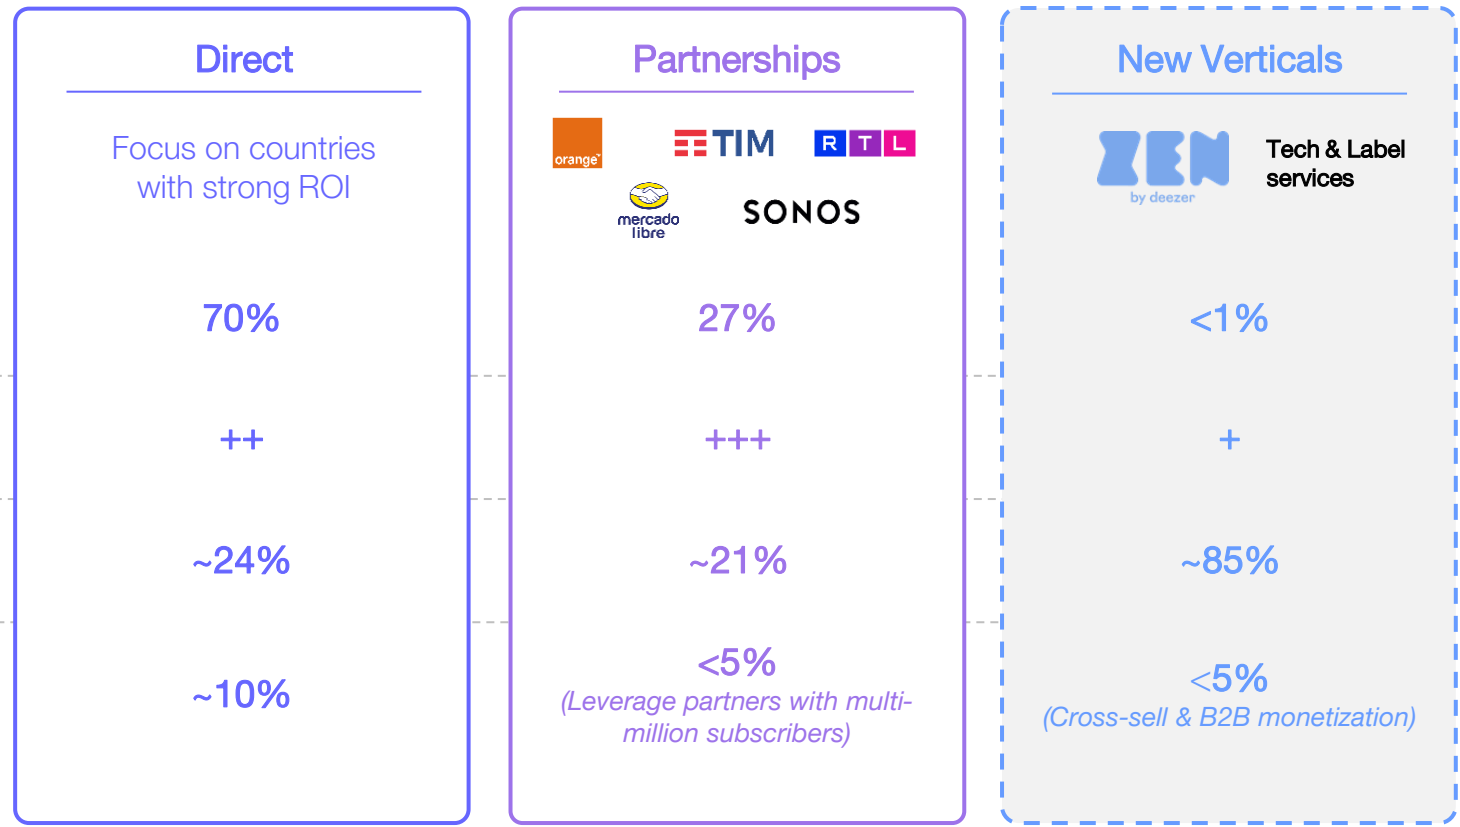 Direct
Focus on countries
with strong ROI
70%
++
~24%
~10%
Partnerships
orange™
TIM
RTL
mercado
libre
SONOS
27%
+++
~21%
<5%
(Leverage partners with multi-
million subscribers)
New Verticals
ZEN
by deezer
Tech & Label
services
<1%
+
~85%
<5%
(Cross-sell & B2B monetization)